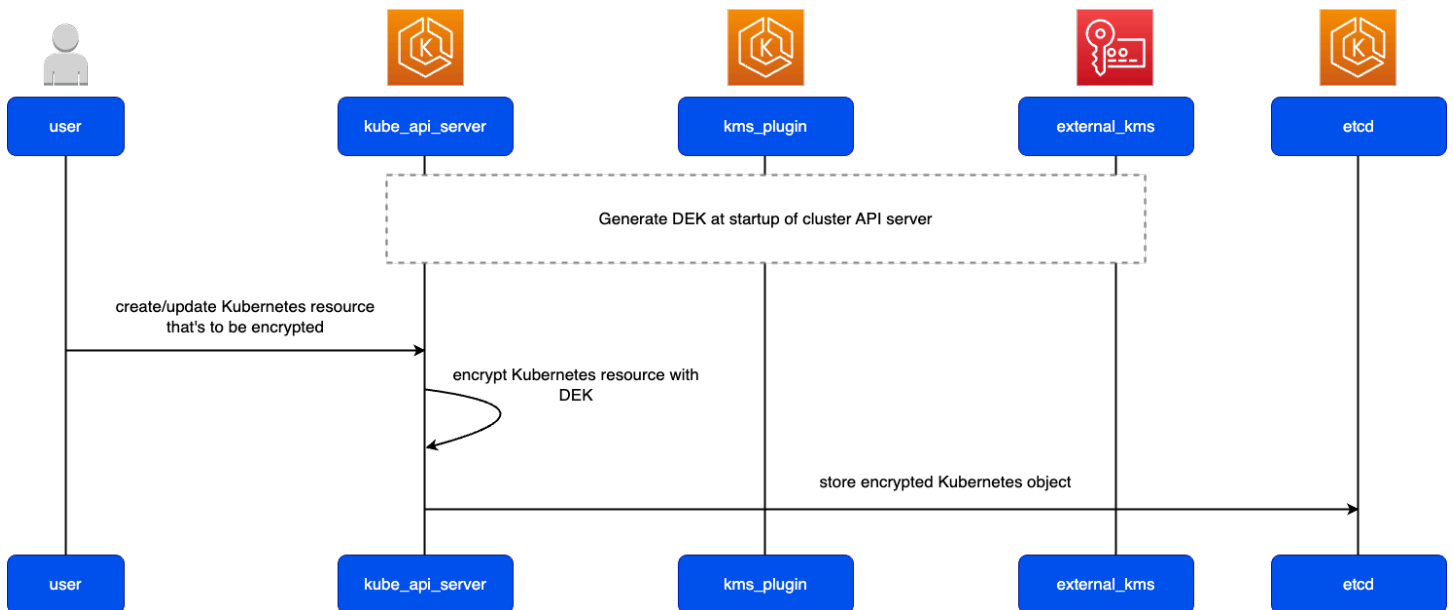 K
K
K
user
kube_api_server
kms_plugin
external_kms
etcd
Generate DEK at startup of cluster API server
create/update Kubernetes resource
that's to be encrypted
encrypt Kubernetes resource with
DEK
store encrypted Kubernetes object
user
kube_api_server
kms_plugin
external_kms
etcd